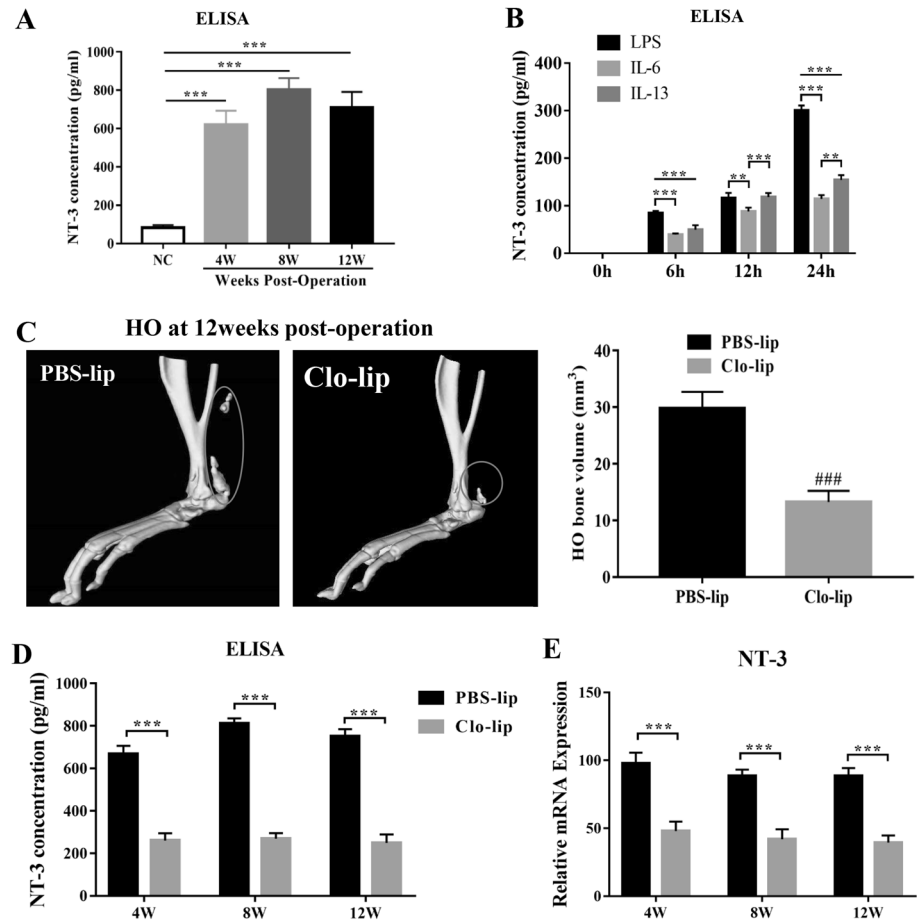 A
ELISA
NT-3 concentration (pg/ml)
1000
800
600
400
200
0
***
***
***
NC
4W
8W
12W
Weeks Post-Operation
B
ELISA
LPS
IL-6
IL-13
NT-3 concentration (pg/ml)
400
300
200
100
0
***
***
**
***
***
***
**
0h
6h
12h
24h
C
HO at 12weeks post-operation
PBS-lip
Clo-lip
PBS-lip
Clo-lip
HO bone volume (mm³)
40
30
20
10
0
###
PBS-lip
Clo-lip
D
ELISA
NT-3 concentration (pg/ml)
1000
800
600
400
200
0
***
***
***
PBS-lip
Clo-lip
4W
8W
12W
E
NT-3
Relative mRNA Expression
150
100
50
0
***
***
***
4W
8W
12W